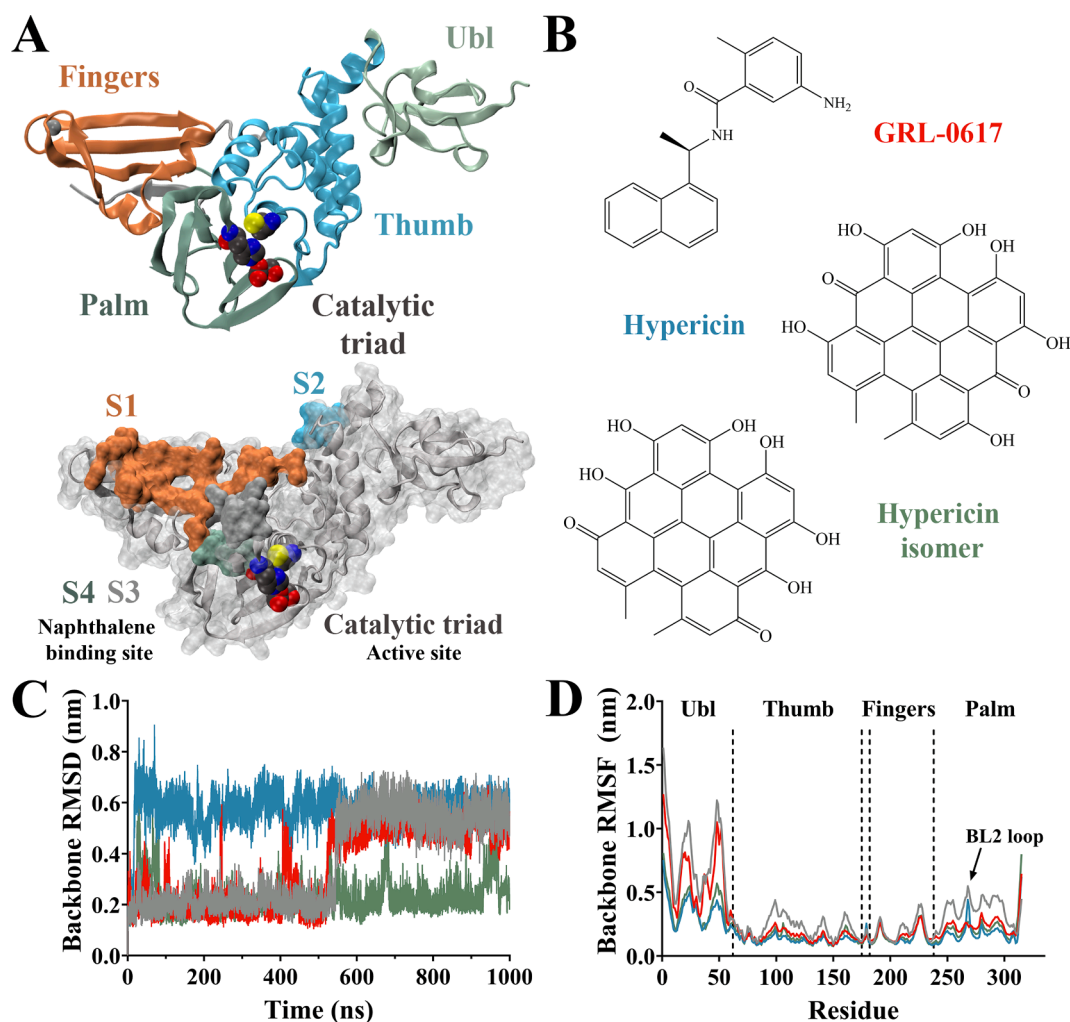 A
Ubl
Fingers
Thumb
Palm
Catalytic
triad
S2
S1
S4 S3
Naphthalene
binding site
Catalytic triad
Active site
B
O
NH
NH2
GRL-0617
HO
OH
OH
O
HO
OH
O
OH
Hypericin
HO
OH
OH
HO
O
OH
OH
O
Hypericin
isomer
C
Backbone RMSD (nm)
1.0
0.8
0.6
0.4
0.2
0.0
0
200
400
600
800
1000
Time (ns)
D
Backbone RMSF (nm)
2.0
1.5
1.0
0.5
0.0
Ubl
Thumb
Fingers
Palm
BL2 loop
0
50
100
150
200
250
300
Residue